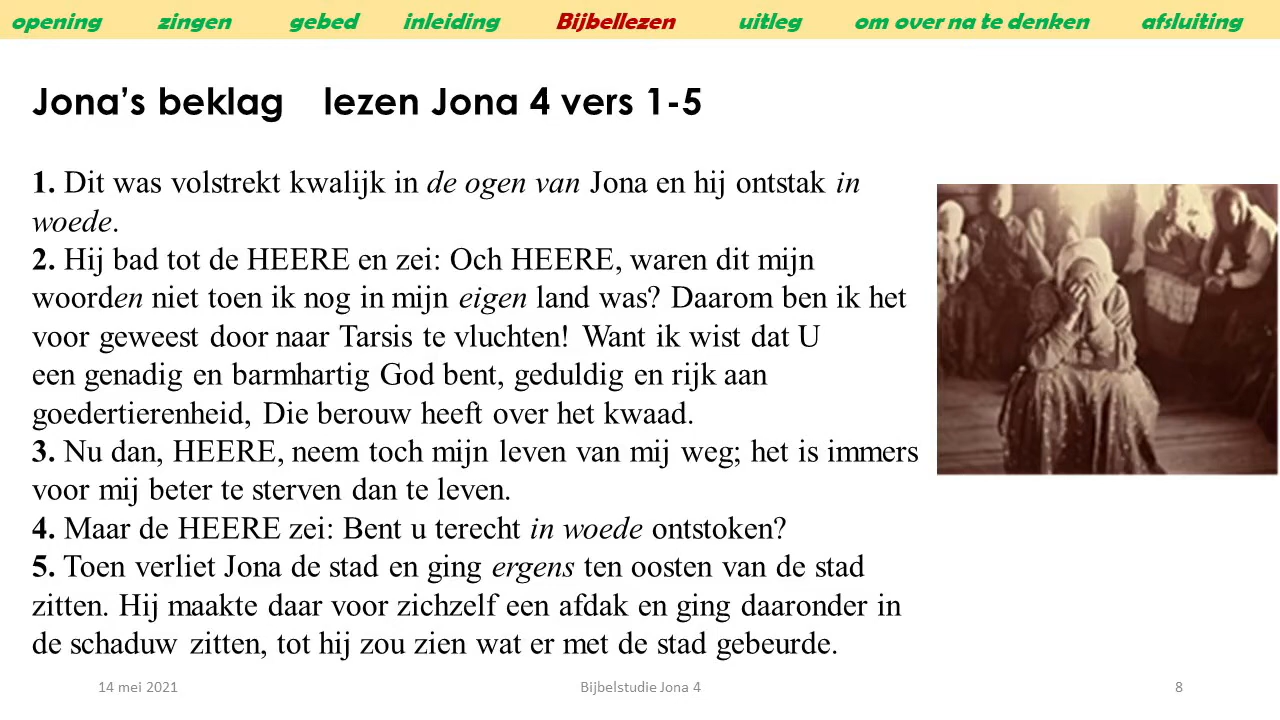 opening zingen gebed inleiding Bijbellezen uitleg om over na te denken afsluiting
Jona’s beklag lezen Jona 4 vers 1-5
1. Dit was volstrekt kwalijk in de ogen van Jona en hij ontstak in
woede.
2. Hij bad tot de HEERE en zei: Och HEERE, waren dit mijn
woorden niet toen ik nog in mijn eigen land was? Daarom ben ik het
voor geweest door naar Tarsis te vluchten! Want ik wist dat U
een genadig en barmhartig God bent, geduldig en rijk aan
goedertierenheid, Die berouw heeft over het kwaad.
3. Nu dan, HEERE, neem toch mijn leven van mij weg; het is immers
voor mij beter te sterven dan te leven.
4. Maar de HEERE zei: Bent u terecht in woede ontstoken?
5. Toen verliet Jona de stad en ging ergens ten oosten van de stad
zitten. Hij maakte daar voor zichzelf een afdak en ging daaronder in
de schaduw zitten, tot hij zou zien wat er met de stad gebeurde.
14 mei 2021 Bijbelstudie Jona 4 8